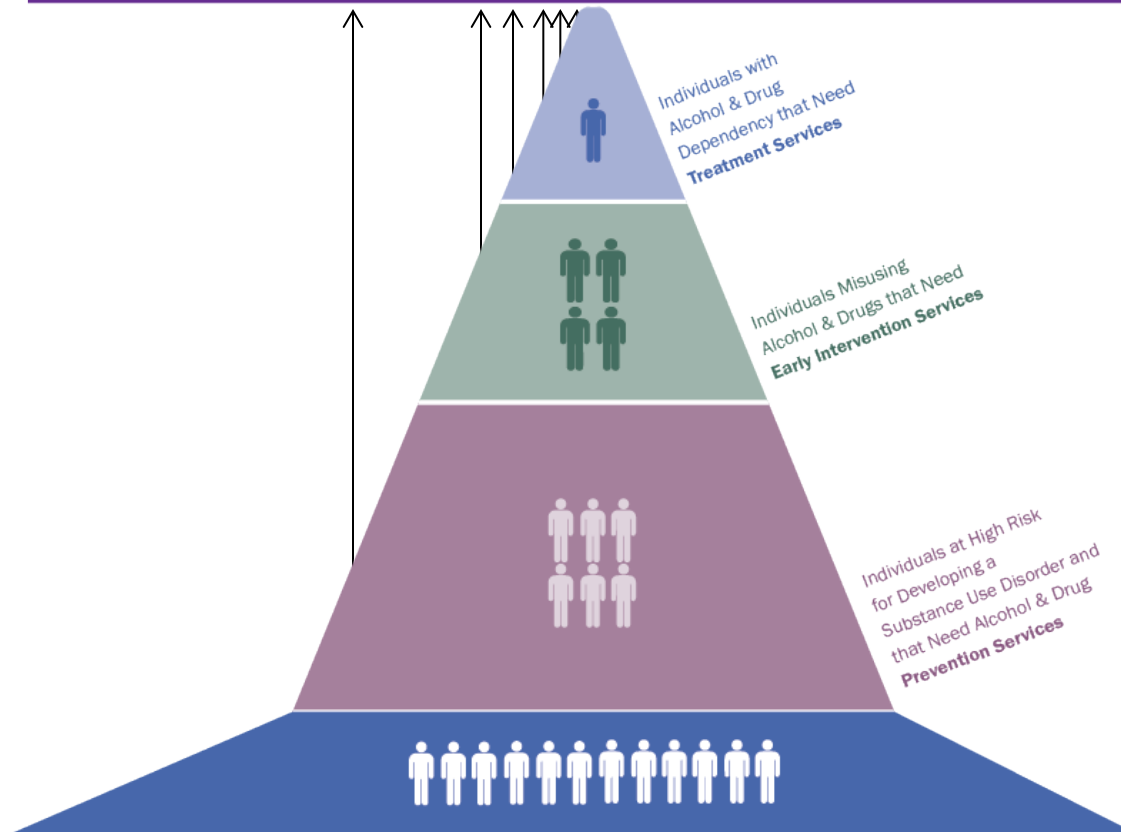 Individuals with
Alcohol & Drug
Dependency that Need
Treatment Services
Individuals Misusing
Alcohol & Drugs that Need
Early Intervention Services
Individuals at High Risk
for Developing a
Substance Use Disorder and
that Need Alcohol & Drug
Prevention Services